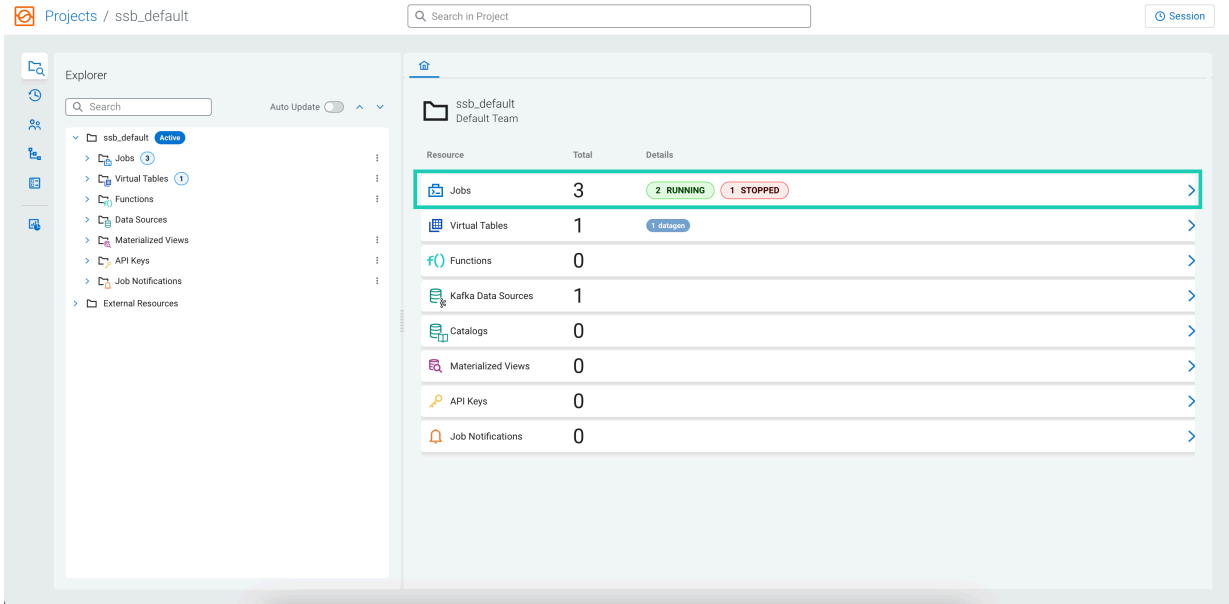 Projects / ssb_default
Search in Project
Session
Explorer
Search
Auto Update
ssb_default Active
Jobs 3
Virtual Tables 1
Functions
Data Sources
Materialized Views
API Keys
Job Notifications
External Resources
ssb_default
Default Team
Resource Total Details
Jobs 3 2 RUNNING 1 STOPPED
Virtual Tables 1 1 datagen
f() Functions 0
Kafka Data Sources 1
Catalogs 0
Materialized Views 0
API Keys 0
Job Notifications 0